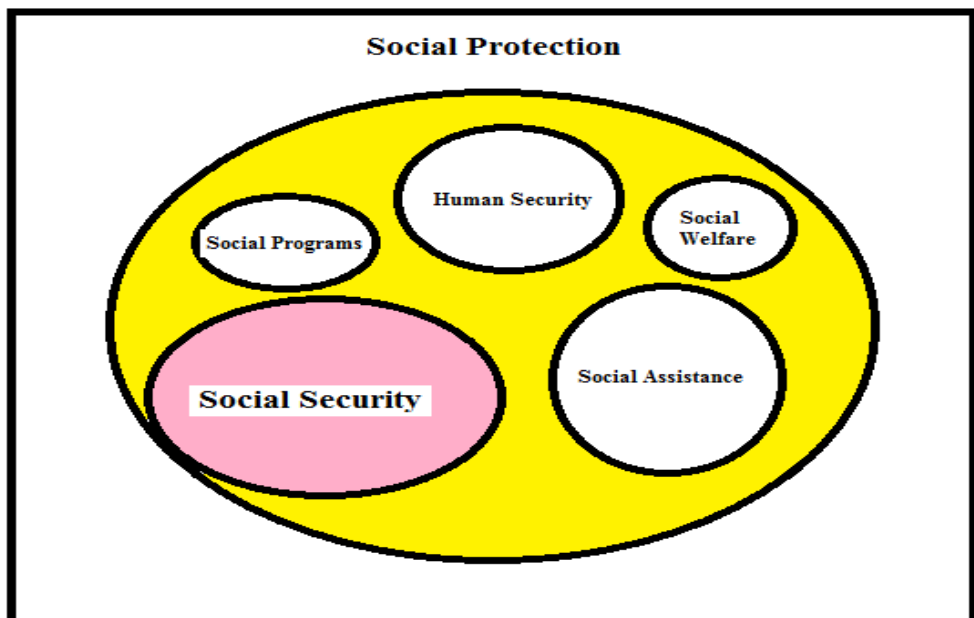 Social Protection
Human Security
Social
Welfare
Social Programs
Social Assistance
Social Security